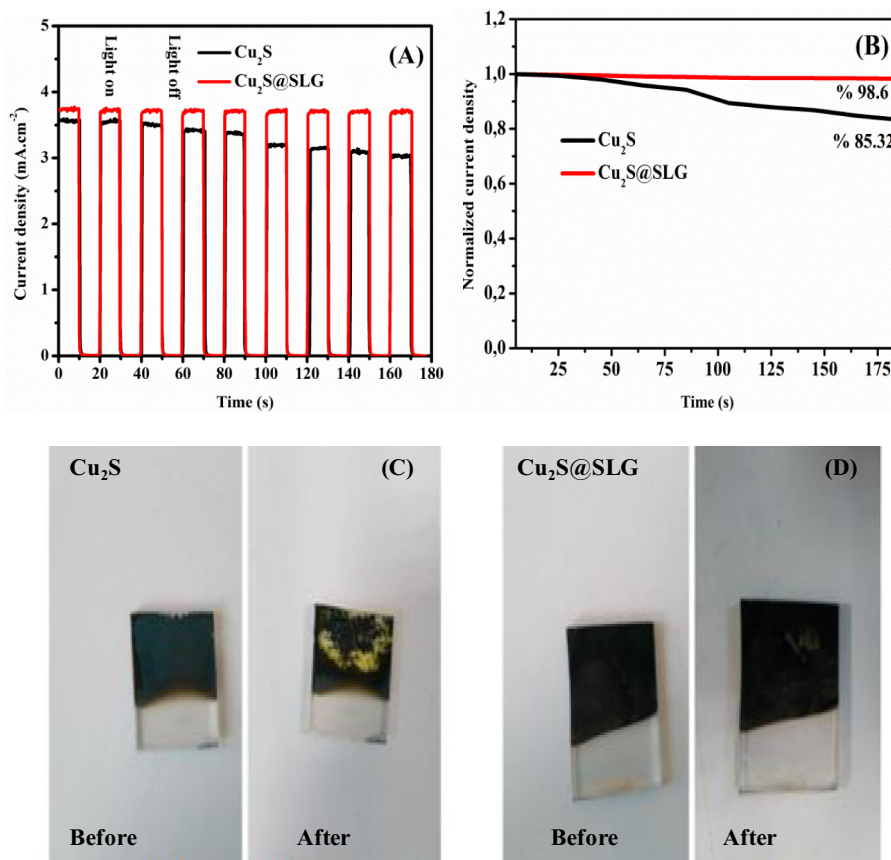 (A)
Light on
Light off
Cu₂S
Cu₂S@SLG
Current density (mA.cm⁻²)
5
4
3
2
1
0
0 20 40 60 80 100 120 140 160 180
Time (s)
(B)
Normalized current density
1,2
1,0
0,8
0,6
0,4
0,2
0,0
% 98.6
% 85.32
Cu₂S
Cu₂S@SLG
25 50 75 100 125 150 175
Time (s)
Cu₂S (C)
Before After
Cu₂S@SLG (D)
Before After